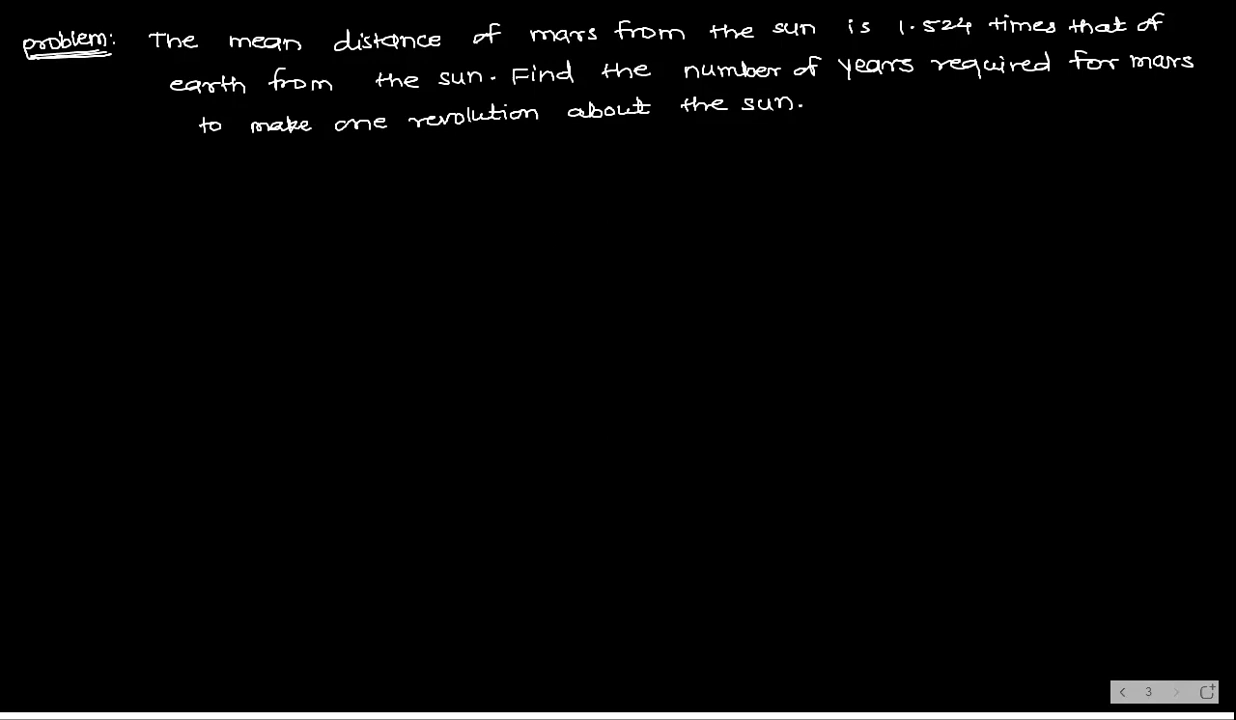 problem: The mean distance of mars from the sun is 1.524 times that of
earth from the sun. Find the number of years required for mars
to make one revolution about the sun.
3